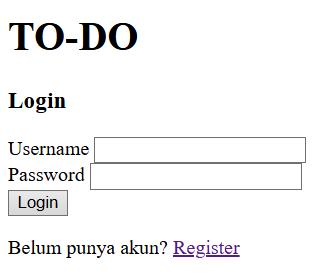 TO-DO
Login
Username
Password
Login
Belum punya akun? Register